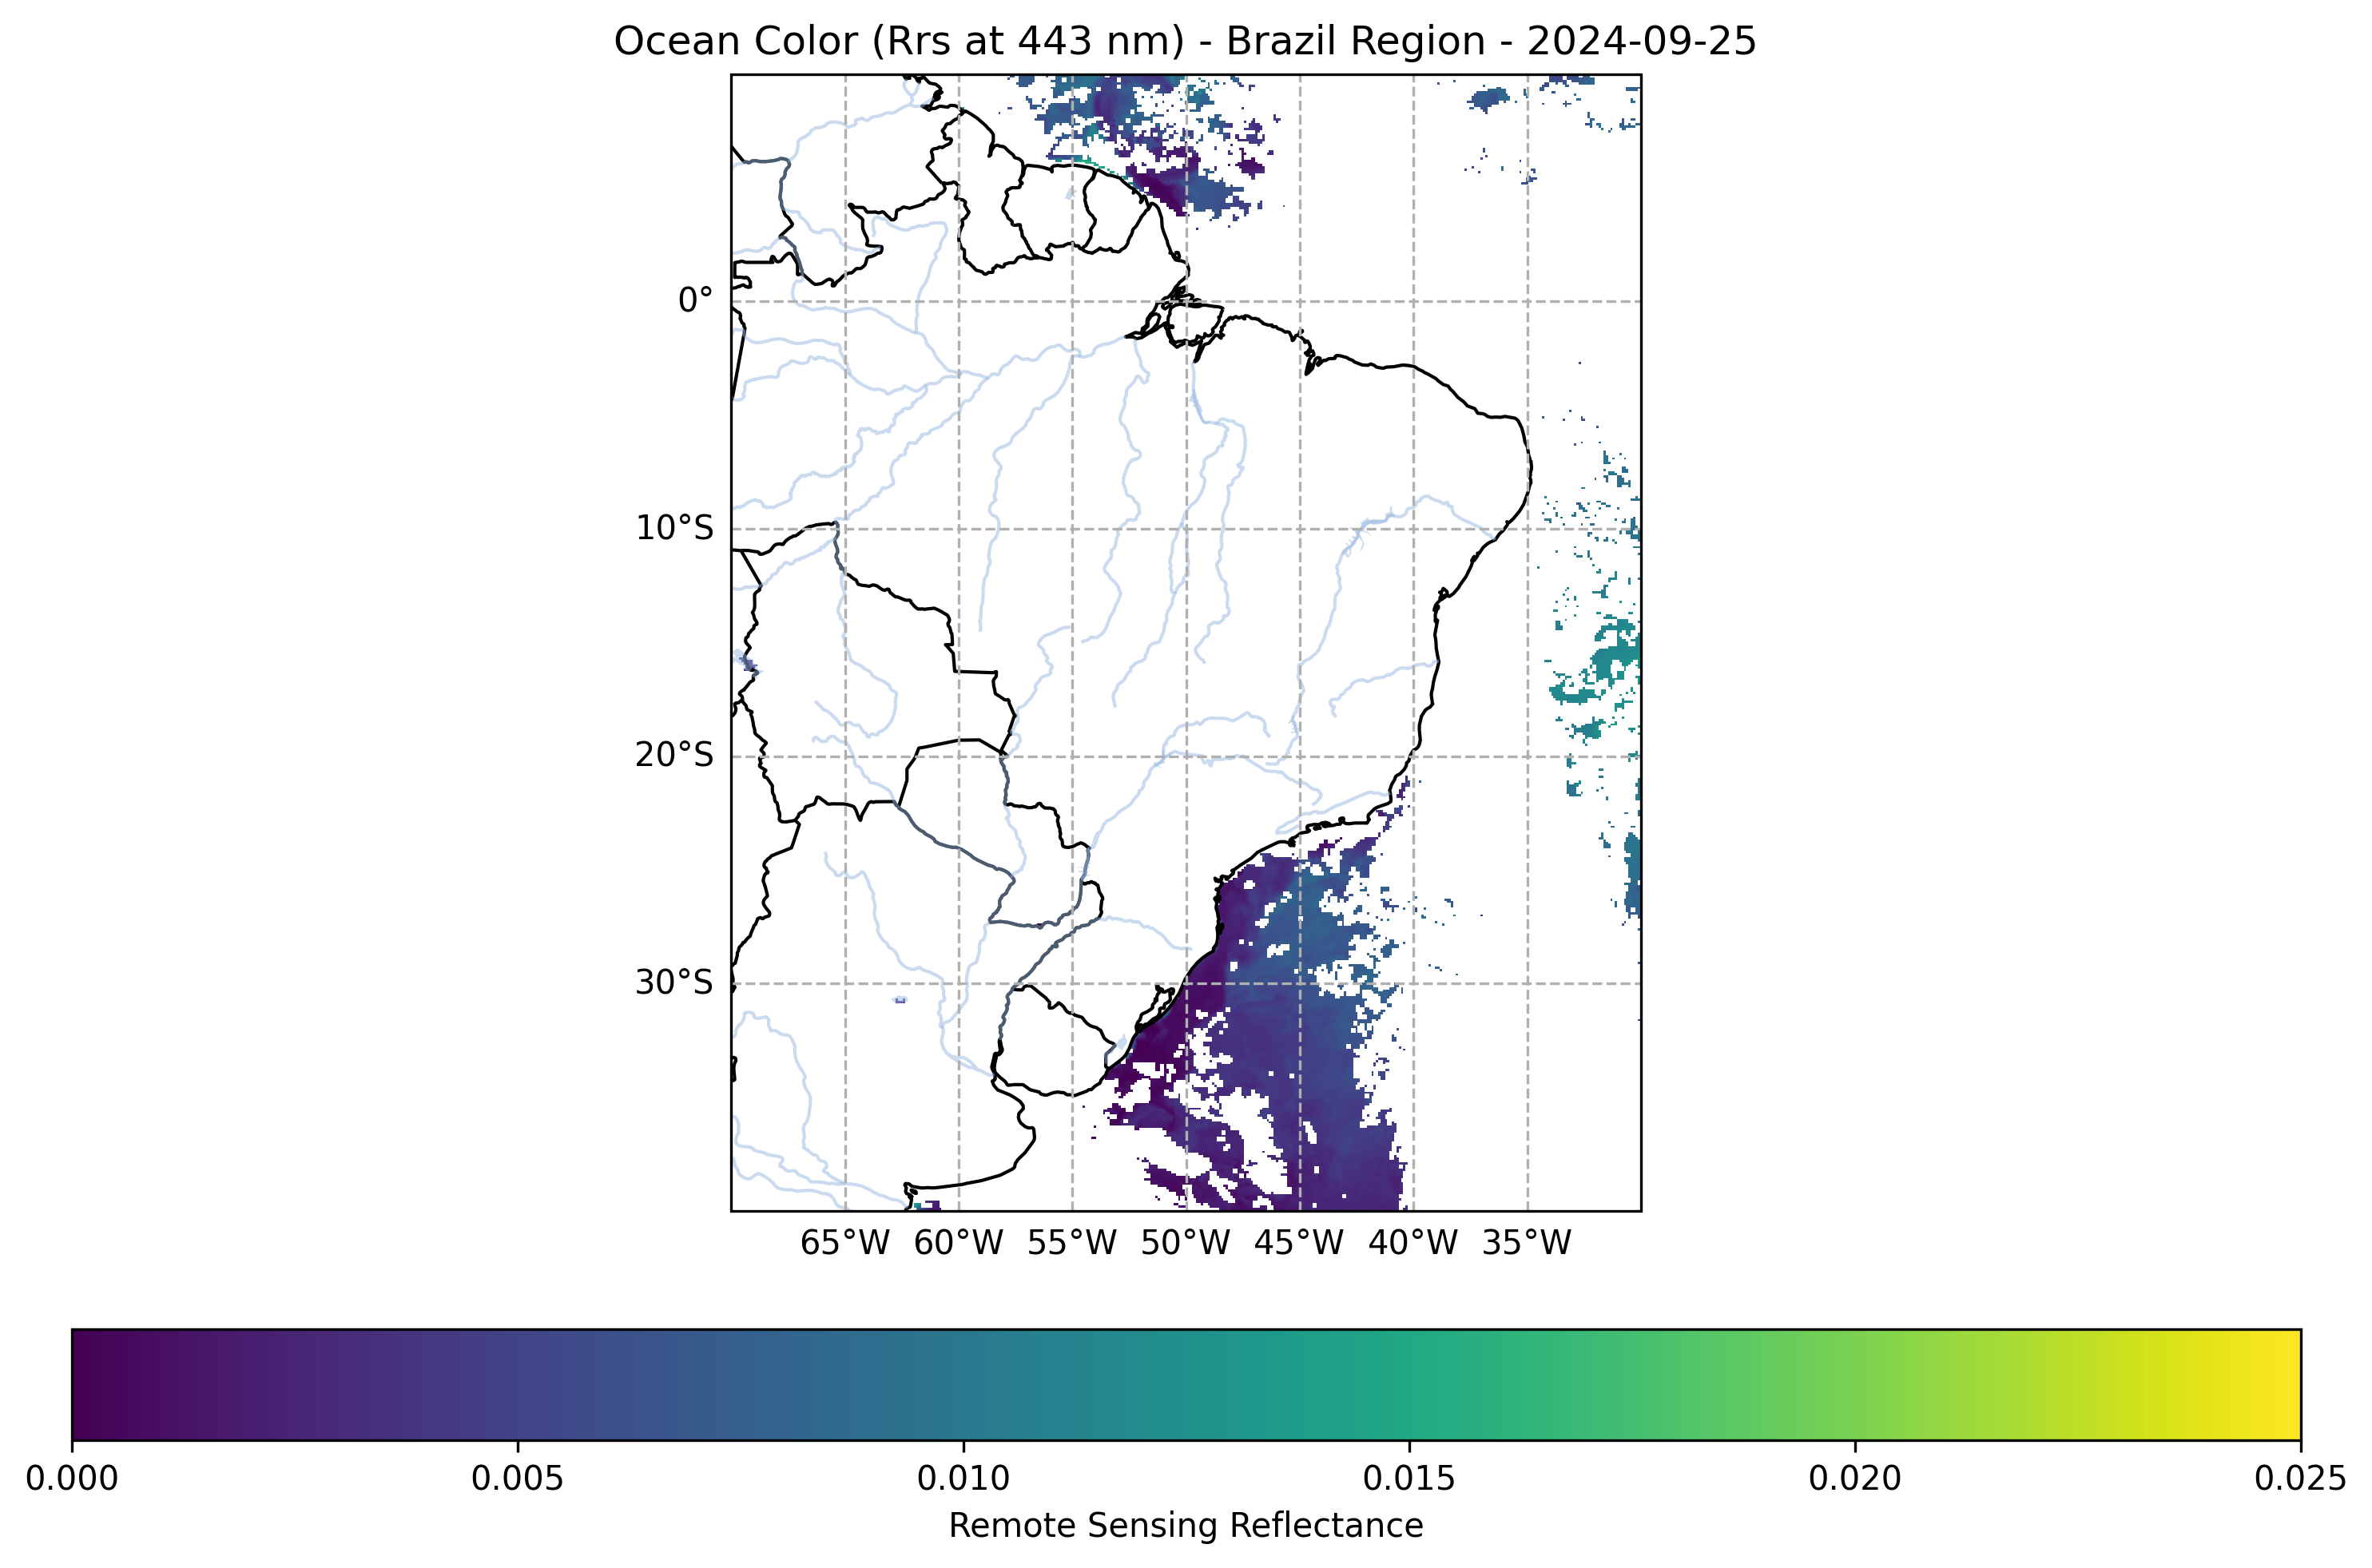 Ocean Color (Rrs at 443 nm) - Brazil Region - 2024-09-25
0°
10°S
20°S
30°S
65°W 60°W 55°W 50°W 45°W 40°W 35°W
0.000 0.005 0.010 0.015 0.020 0.025
Remote Sensing Reflectance